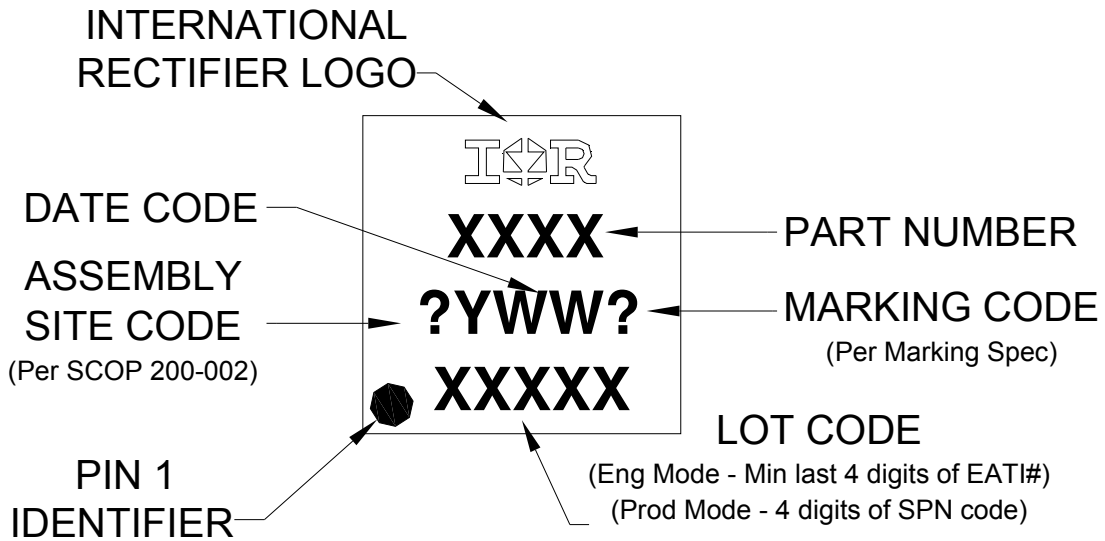 INTERNATIONAL
RECTIFIER LOGO
IOR
DATE CODE
XXXX
PART NUMBER
ASSEMBLY
SITE CODE
(Per SCOP 200-002)
?YWW?
MARKING CODE
(Per Marking Spec)
XXXXX
LOT CODE
(Eng Mode - Min last 4 digits of EATI#)
(Prod Mode - 4 digits of SPN code)
PIN 1
IDENTIFIER